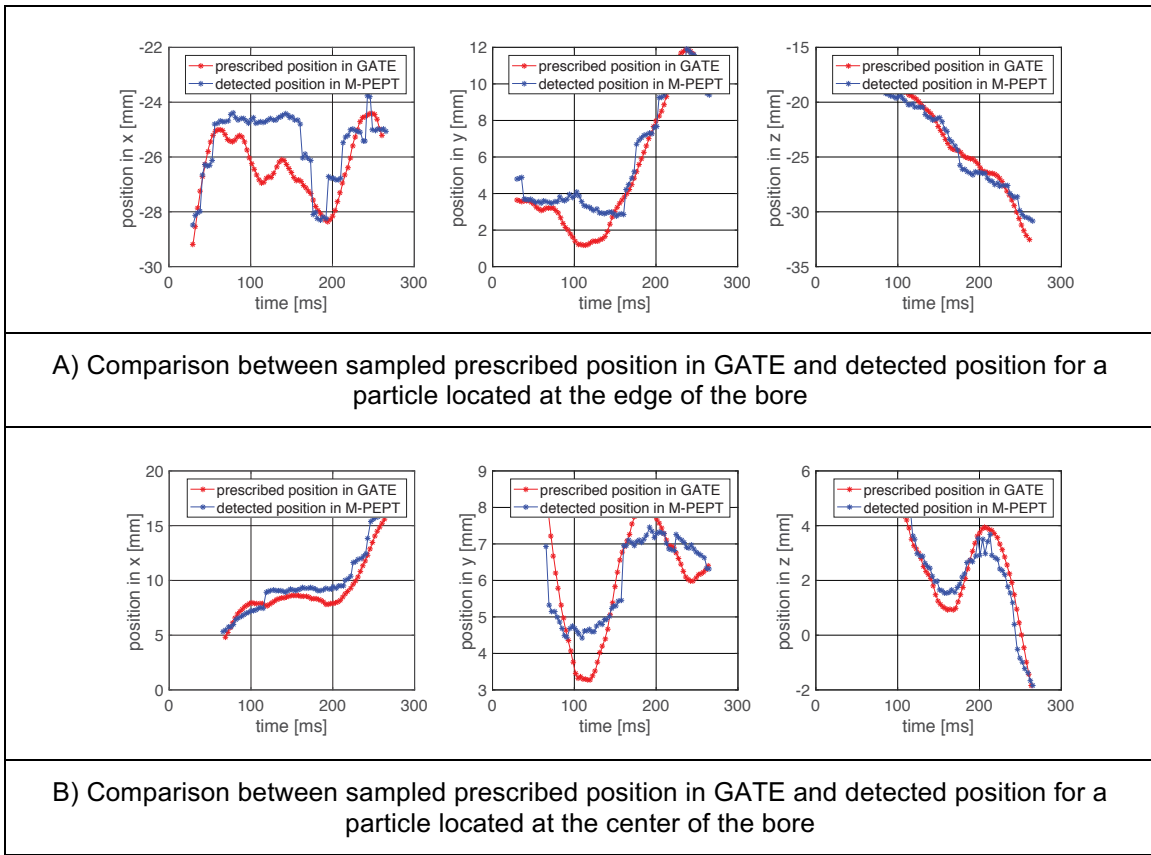 -22
-24
-26
-28
-30
position in x [mm]
prescribed position in GATE
detected position in M-PEPT
0 100 200 300
time [ms]
12
10
8
6
4
2
0
position in y [mm]
prescribed position in GATE
detected position in M-PEPT
0 100 200 300
time [ms]
-15
-20
-25
-30
-35
position in z [mm]
prescribed position in GATE
detected position in M-PEPT
0 100 200 300
time [ms]
A) Comparison between sampled prescribed position in GATE and detected position for a
particle located at the edge of the bore
20
15
10
5
0
position in x [mm]
prescribed position in GATE
detected position in M-PEPT
0 100 200 300
time [ms]
9
8
7
6
5
4
3
position in y [mm]
prescribed position in GATE
detected position in M-PEPT
0 100 200 300
time [ms]
6
4
2
0
-2
position in z [mm]
prescribed position in GATE
detected position in M-PEPT
0 100 200 300
time [ms]
B) Comparison between sampled prescribed position in GATE and detected position for a
particle located at the center of the bore